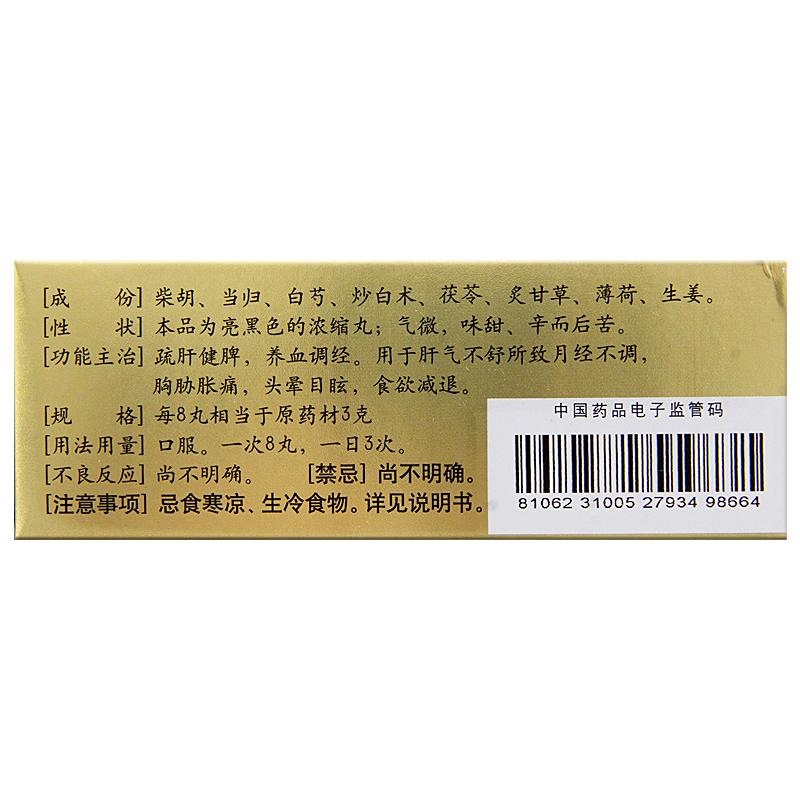 [成　　份] 柴胡、当归、白芍、炒白术、茯苓、炙甘草、薄荷、生姜。
[性　　状] 本品为亮黑色的浓缩丸；气微，味甜、辛而后苦。
[功能主治] 疏肝健脾，养血调经。用于肝气不舒所致月经不调，
胸胁胀痛，头晕目眩，食欲减退。
[规　　格] 每8丸相当于原药材3克
[用法用量] 口服。一次8丸，一日3次。
[不良反应] 尚不明确。 [禁忌] 尚不明确。
[注意事项] 忌食寒凉、生冷食物。详见说明书。
中国药品电子监管码
81062 31005 27934 98664